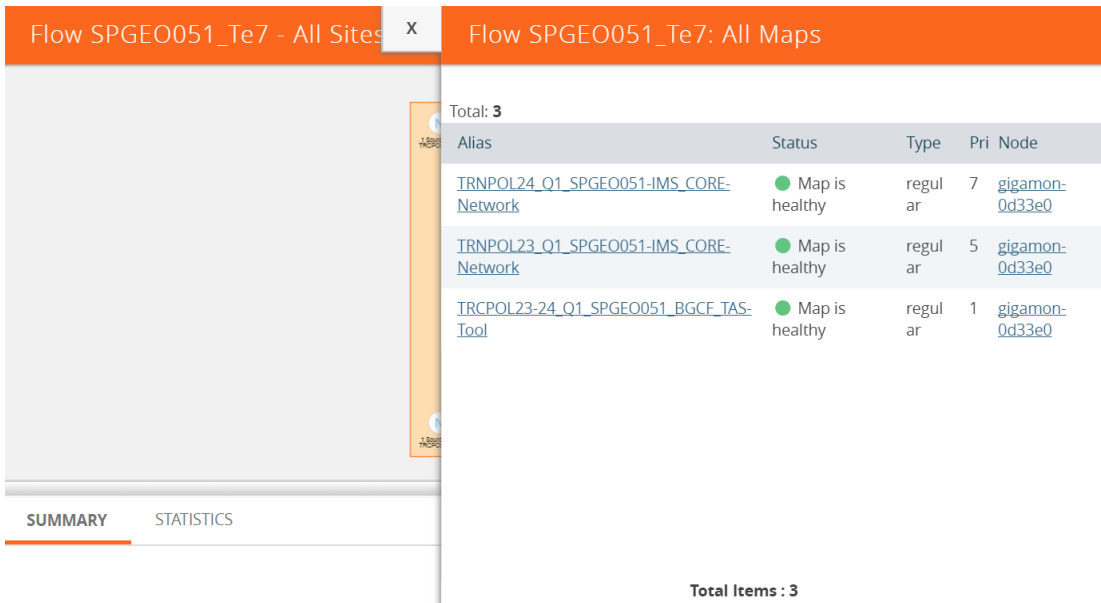 Flow SPGEO051_Te7 - All Sites
X
Flow SPGEO051_Te7: All Maps
Total: 3
Alias Status Type Pri Node
TRNPOL24_Q1_SPGEO051-IMS_CORE- Map is regul 7 gigamon-
Network healthy ar 0d33e0
TRNPOL23_Q1_SPGEO051-IMS_CORE- Map is regul 5 gigamon-
Network healthy ar 0d33e0
TRCPOL23-24_Q1_SPGEO051_BGCF_TAS- Map is regul 1 gigamon-
Tool healthy ar 0d33e0
SUMMARY STATISTICS
Total Items : 3